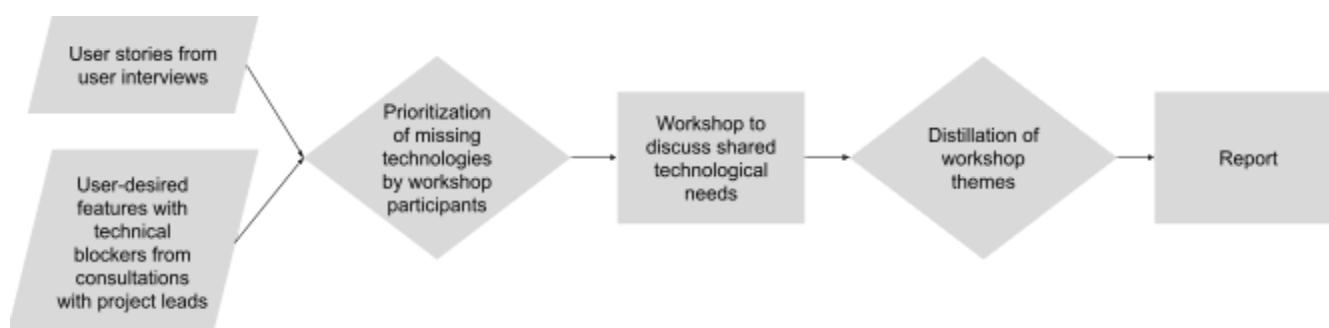 User stories from
user interviews
User-desired
features with
technical
blockers from
consultations
with project leads
Prioritization
of missing
technologies
by workshop
participants
Workshop to
discuss shared
technological
needs
Distillation of
workshop
themes
Report